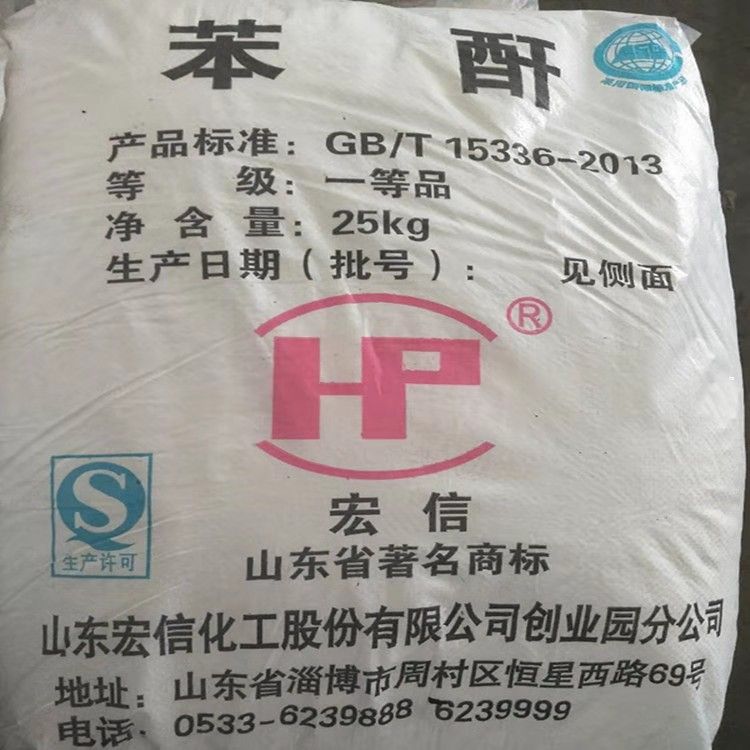 苯 酐
产品标准：GB/T 15336-2013
等 级：一等品
净 含 量：25kg
生产日期（批号）： 见侧面
HP®
生产许可
宏 信
山东省著名商标
山东宏信化工股份有限公司创业园分公司
地址：山东省淄博市周村区恒星西路69号
电话：0533-6239888 6239999